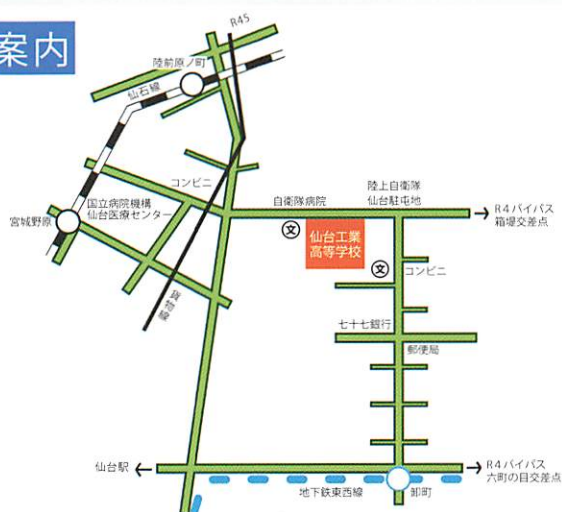 案内
R45
陸前原ノ町
仙石線
コンビニ
国立病院機構
仙台医療センター
宮城野原
貨物線
自衛隊病院
陸上自衛隊
仙台駐屯地
R4バイパス
箱堤交差点
文
仙台工業
高等学校
文
コンビニ
七十七銀行
郵便局
仙台駅
R4バイパス
六町の目交差点
地下鉄東西線
卸町